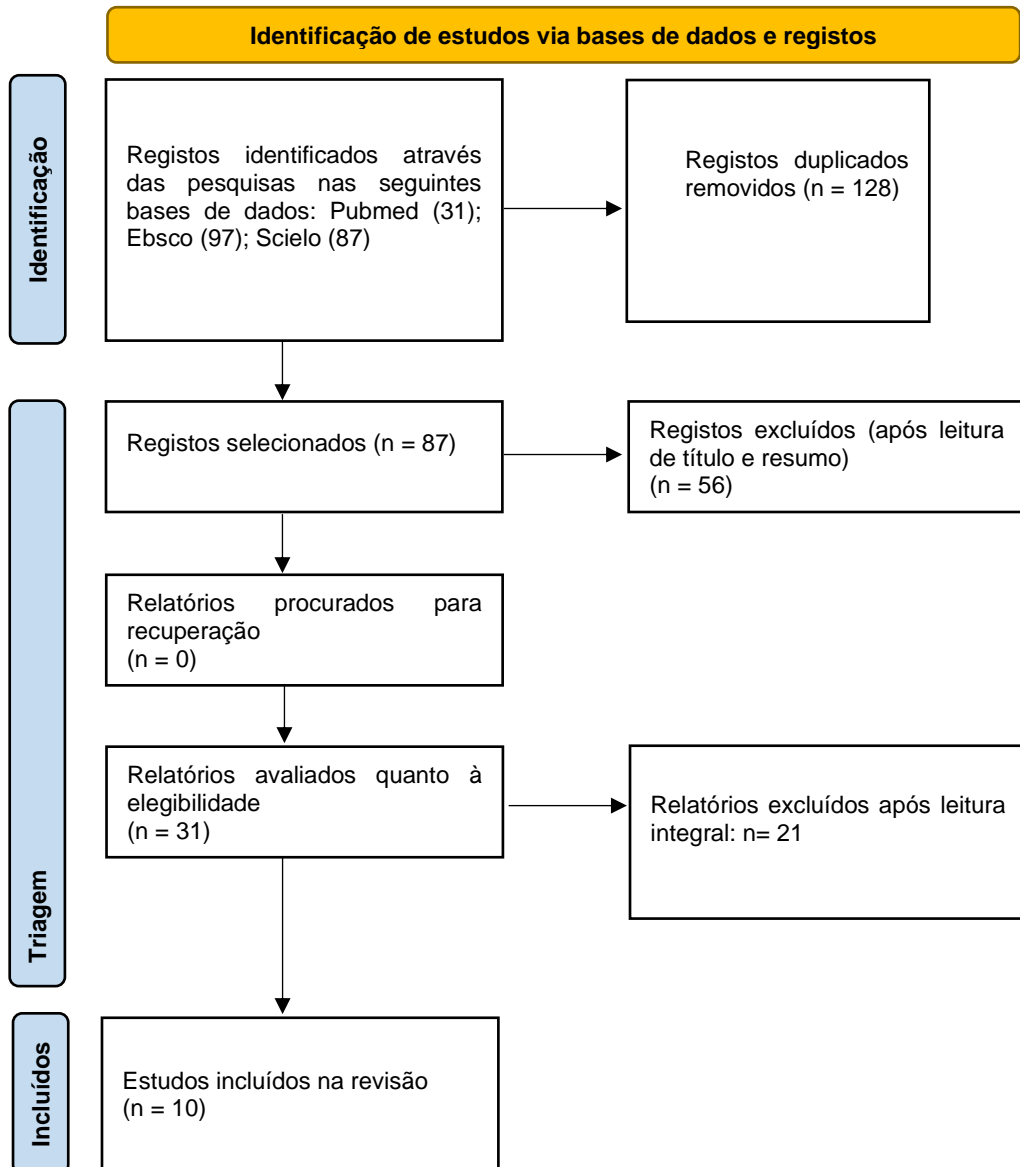 Identificação de estudos via bases de dados e registos
Identificação
Registos identificados através
das pesquisas nas seguintes
bases de dados: Pubmed (31);
Ebsco (97); Scielo (87)
Registos duplicados
removidos (n = 128)
Triagem
Registos selecionados (n = 87)
Registos excluídos (após leitura
de título e resumo)
(n = 56)
Relatórios procurados para
recuperação
(n = 0)
Relatórios avaliados quanto à
elegibilidade
(n = 31)
Relatórios excluídos após leitura
integral: n= 21
Incluídos
Estudos incluídos na revisão
(n = 10)